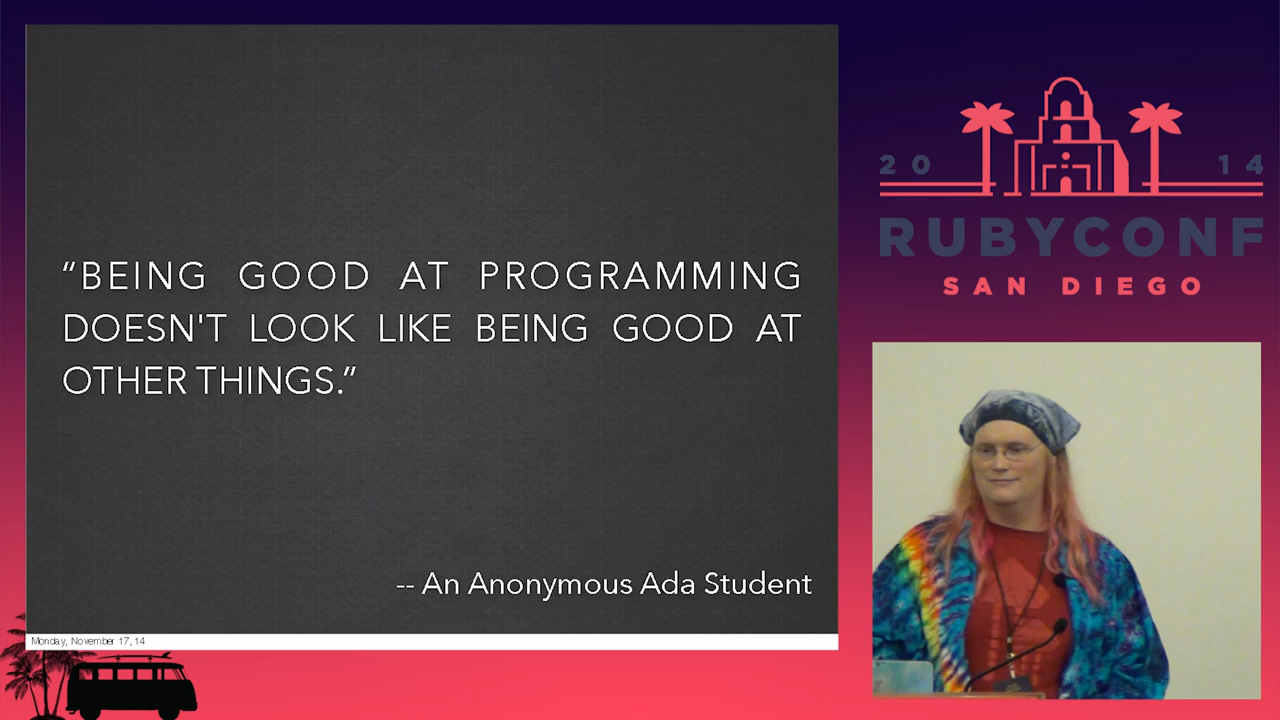 “BEING GOOD AT PROGRAMMING
DOESN'T LOOK LIKE BEING GOOD AT
OTHER THINGS.”
-- An Anonymous Ada Student
Monday, November 17, 14
20 14
RUBYCONF
SAN DIEGO